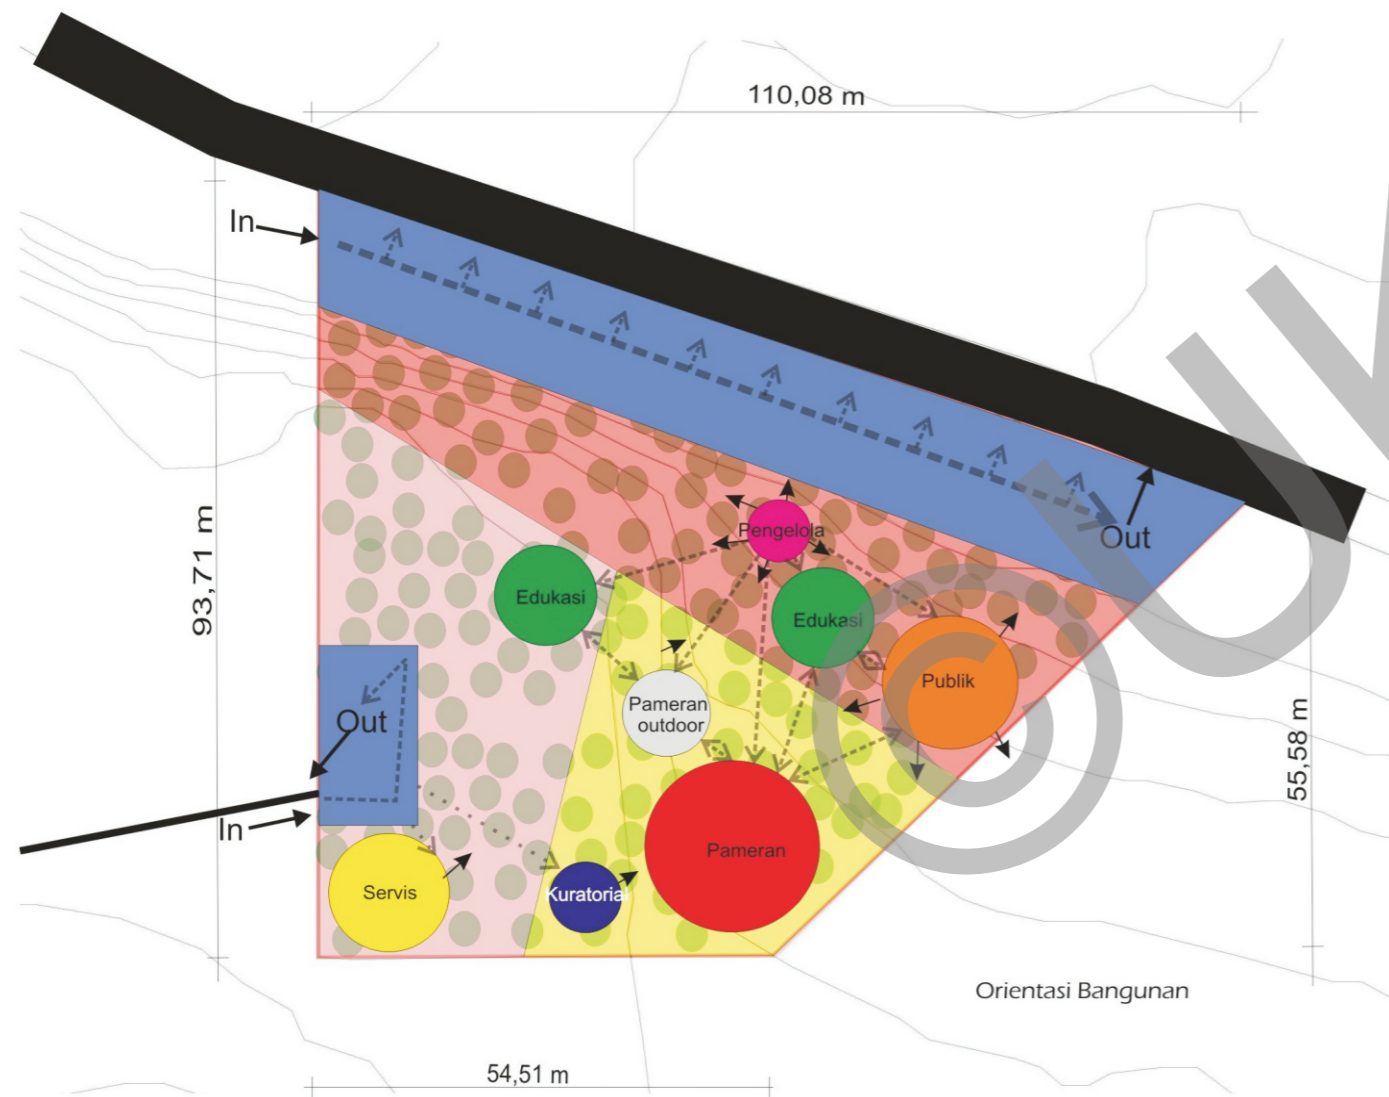 110,08 m
In
93,71 m
Pengelola
Out
Edukasi
Edukasi
Publik
Pameran
outdoor
Out
55,58 m
In
Pameran
Servis
Kuratorial
Orientasi Bangunan
54,51 m